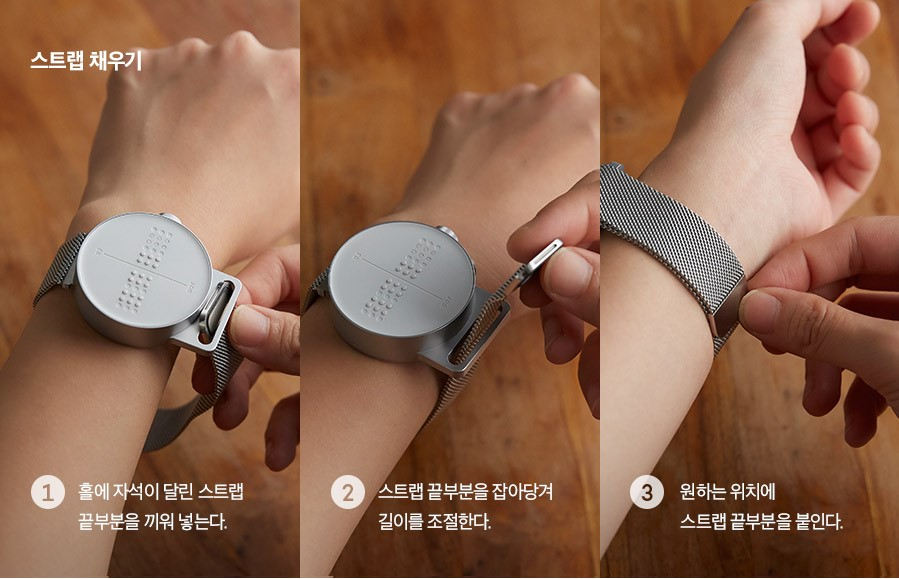 스트랩 채우기
1
홀에 자석이 달린 스트랩
끝부분을 끼워 넣는다.
2
스트랩 끝부분을 잡아당겨
길이를 조절한다.
3
원하는 위치에
스트랩 끝부분을 붙인다.